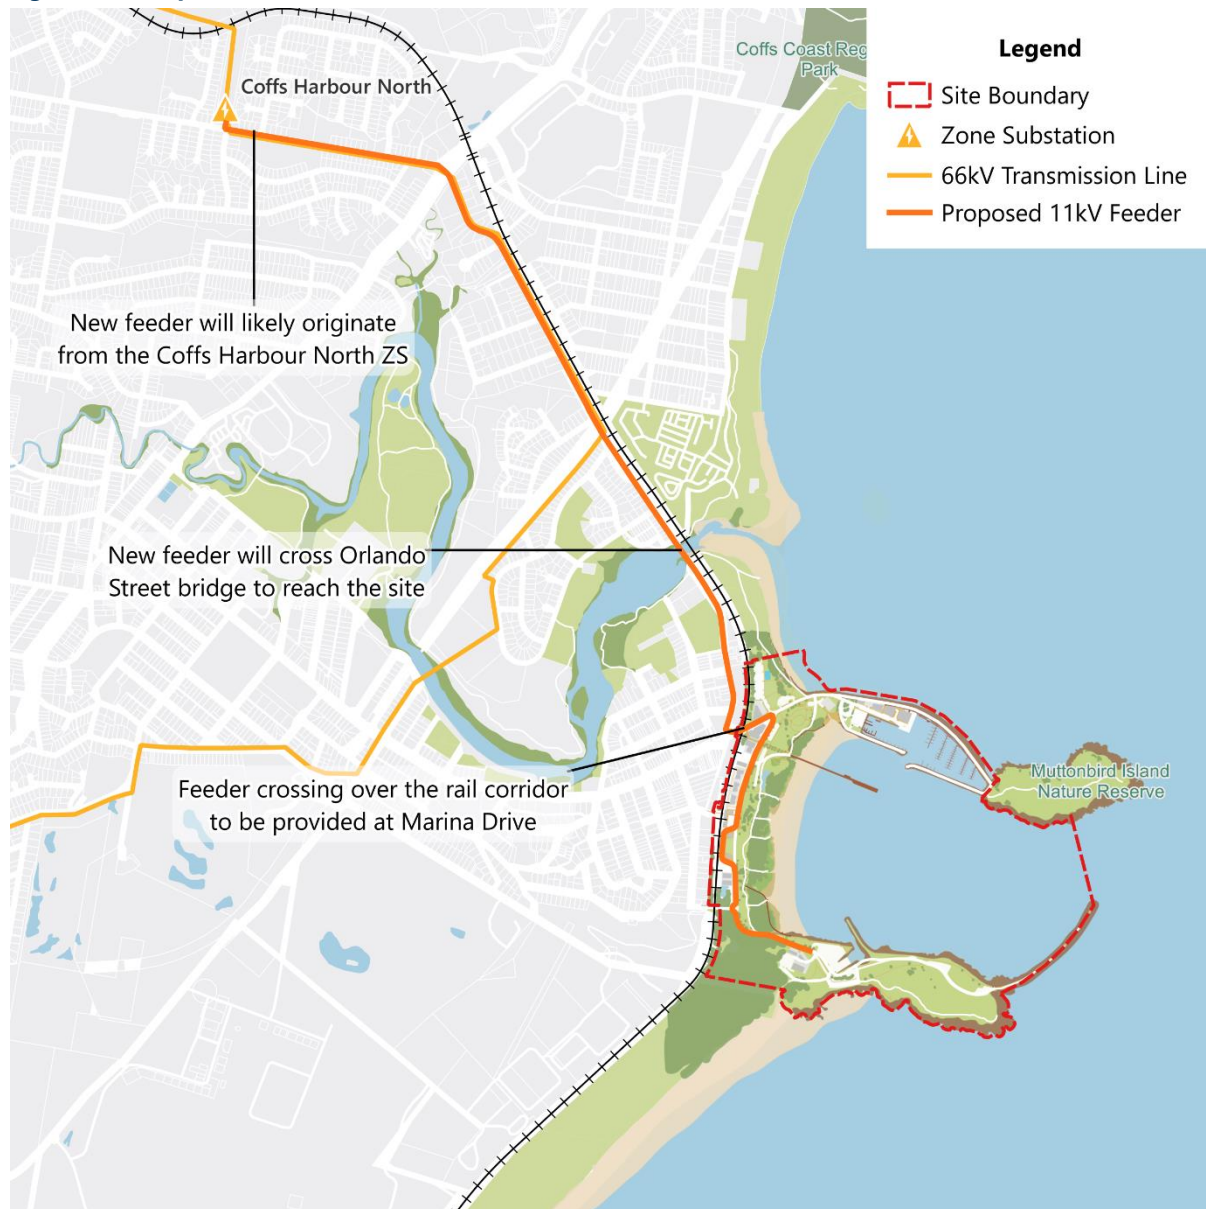 Coffs Coast Reg
Park
Legend
Site Boundary
Zone Substation
66kV Transmission Line
Proposed 11kV Feeder
Coffs Harbour North
New feeder will likely originate
from the Coffs Harbour North ZS
New feeder will cross Orlando
Street bridge to reach the site
Feeder crossing over the rail corridor
to be provided at Marina Drive
Muttonbird Island
Nature Reserve